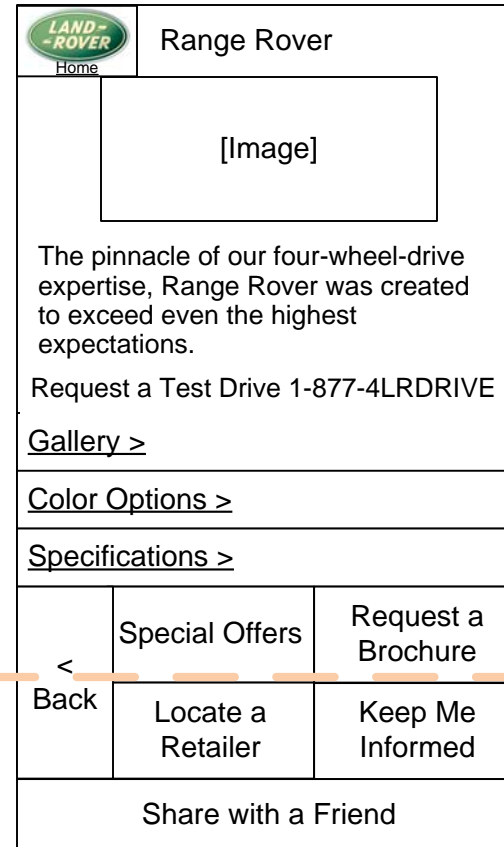 LAND-
-ROVER
Home
Range Rover
[Image]
The pinnacle of our four-wheel-drive
expertise, Range Rover was created
to exceed even the highest
expectations.
Request a Test Drive 1-877-4LRDRIVE
Gallery >
Color Options >
Specifications >
<
Back
Special Offers
Request a
Brochure
Locate a
Retailer
Keep Me
Informed
Share with a Friend